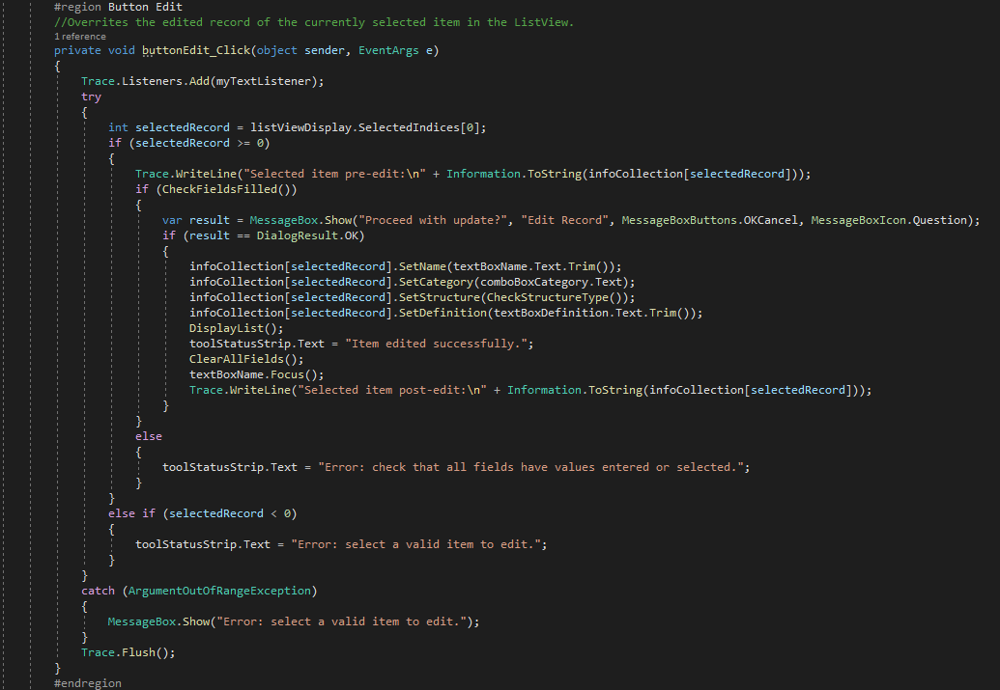 #region Button Edit
//Overrites the edited record of the currently selected item in the ListView.
1 reference
private void buttonEdit_Click(object sender, EventArgs e)
{
    Trace.Listeners.Add(myTextListener);
    try
    {
        int selectedRecord = listViewDisplay.SelectedIndices[0];
        if (selectedRecord >= 0)
        {
            Trace.WriteLine("Selected item pre-edit:\n" + Information.ToString(infoCollection[selectedRecord]));
            if (CheckFieldsFilled())
            {
                var result = MessageBox.Show("Proceed with update?", "Edit Record", MessageBoxButtons.OKCancel, MessageBoxIcon.Question);
                if (result == DialogResult.OK)
                {
                    infoCollection[selectedRecord].SetName(textBoxName.Text.Trim());
                    infoCollection[selectedRecord].SetCategory(comboBoxCategory.Text);
                    infoCollection[selectedRecord].SetStructure(CheckStructureType());
                    infoCollection[selectedRecord].SetDefinition(textBoxDefinition.Text.Trim());
                    DisplayList();
                    toolStatusStrip.Text = "Item edited successfully.";
                    ClearAllFields();
                    textBoxName.Focus();
                    Trace.WriteLine("Selected item post-edit:\n" + Information.ToString(infoCollection[selectedRecord]));
                }
            }
            else
            {
                toolStatusStrip.Text = "Error: check that all fields have values entered or selected.";
            }
        }
        else if (selectedRecord < 0)
        {
            toolStatusStrip.Text = "Error: select a valid item to edit.";
        }
    }
    catch (ArgumentOutOfRangeException)
    {
        MessageBox.Show("Error: select a valid item to edit.");
    }
    Trace.Flush();
}
#endregion